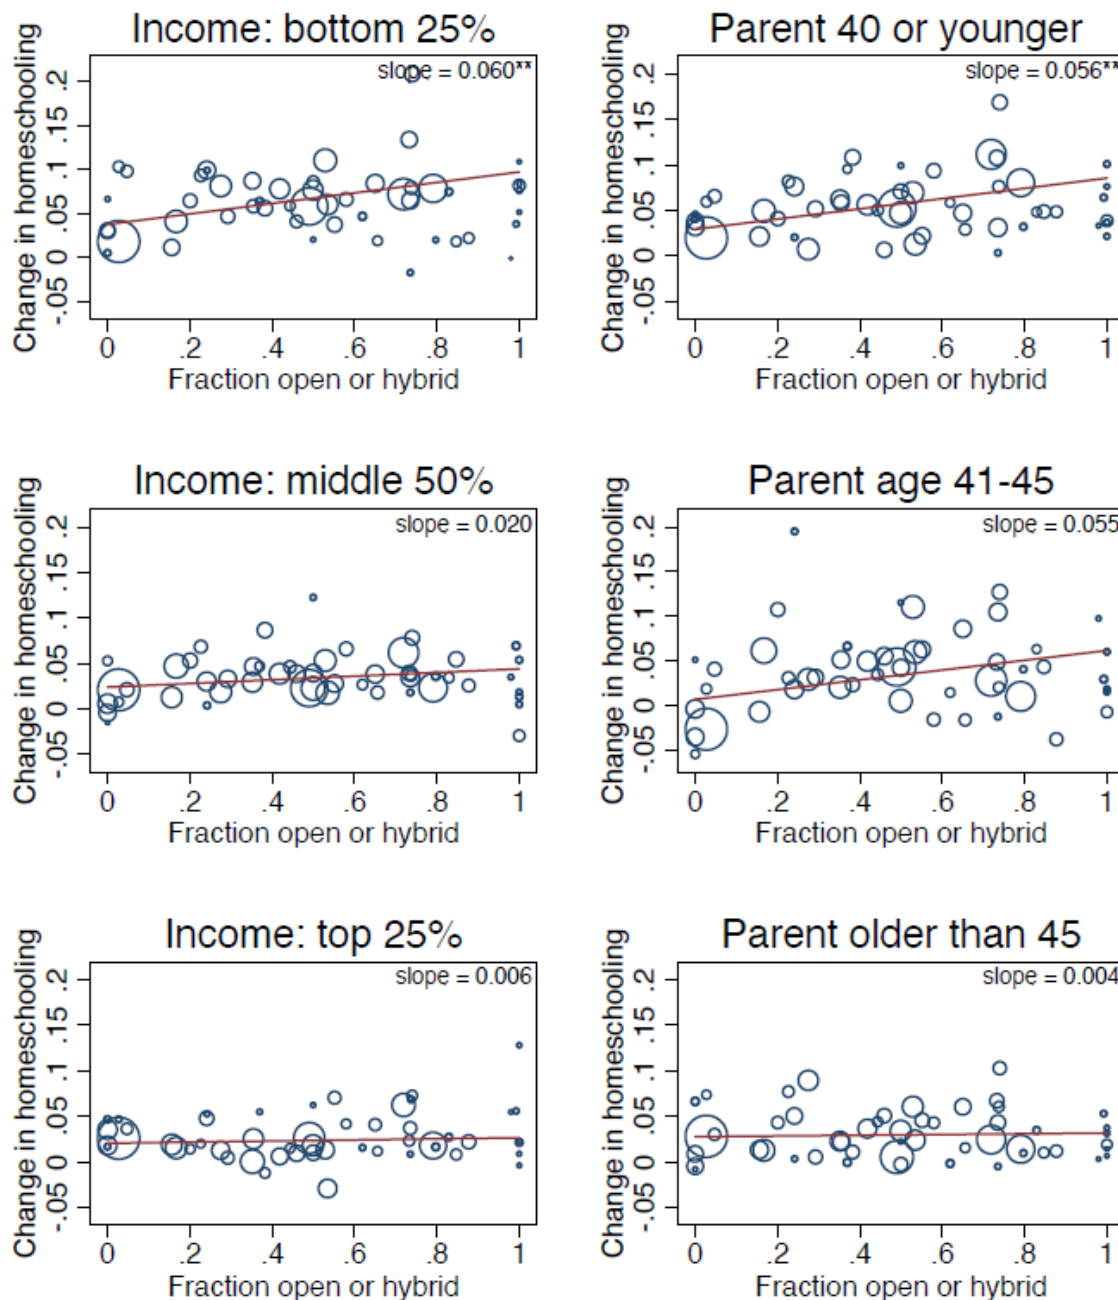 Income: bottom 25%
slope = 0.060**
Change in homeschooling
.2
.15
.1
.05
0
-.05
0 .2 .4 .6 .8 1
Fraction open or hybrid
Parent 40 or younger
slope = 0.056**
Change in homeschooling
.2
.15
.1
.05
0
-.05
0 .2 .4 .6 .8 1
Fraction open or hybrid
Income: middle 50%
slope = 0.020
Change in homeschooling
.2
.15
.1
.05
0
-.05
0 .2 .4 .6 .8 1
Fraction open or hybrid
Parent age 41-45
slope = 0.055
Change in homeschooling
.2
.15
.1
.05
0
-.05
0 .2 .4 .6 .8 1
Fraction open or hybrid
Income: top 25%
slope = 0.006
Change in homeschooling
.2
.15
.1
.05
0
-.05
0 .2 .4 .6 .8 1
Fraction open or hybrid
Parent older than 45
slope = 0.004
Change in homeschooling
.2
.15
.1
.05
0
-.05
0 .2 .4 .6 .8 1
Fraction open or hybrid